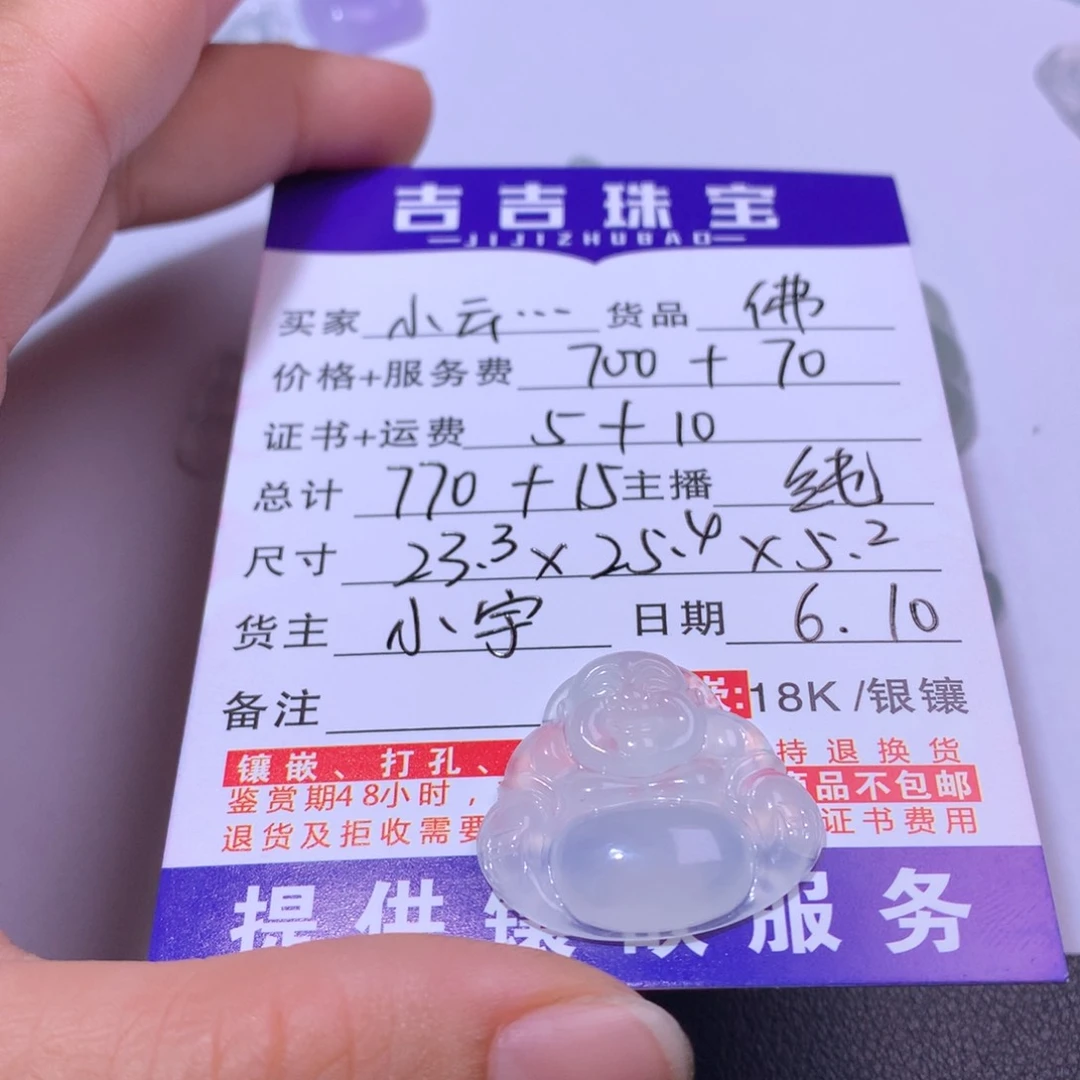 吉吉珠宝
JIJIZHUBAO
买家 小云… 货品 佛
价格+服务费 700 + 70
证书+运费 5 + 10
总计 770 + 15 主播 纯
尺寸 23.3 x 25.4 x 5.2
货主 小宇 日期 6.10
备注 嵌:18K /银镶
镶嵌、打孔、 持退换货
鉴赏期48小时， 商品不包邮
退货及拒收需要 证书费用
提供镶嵌服务